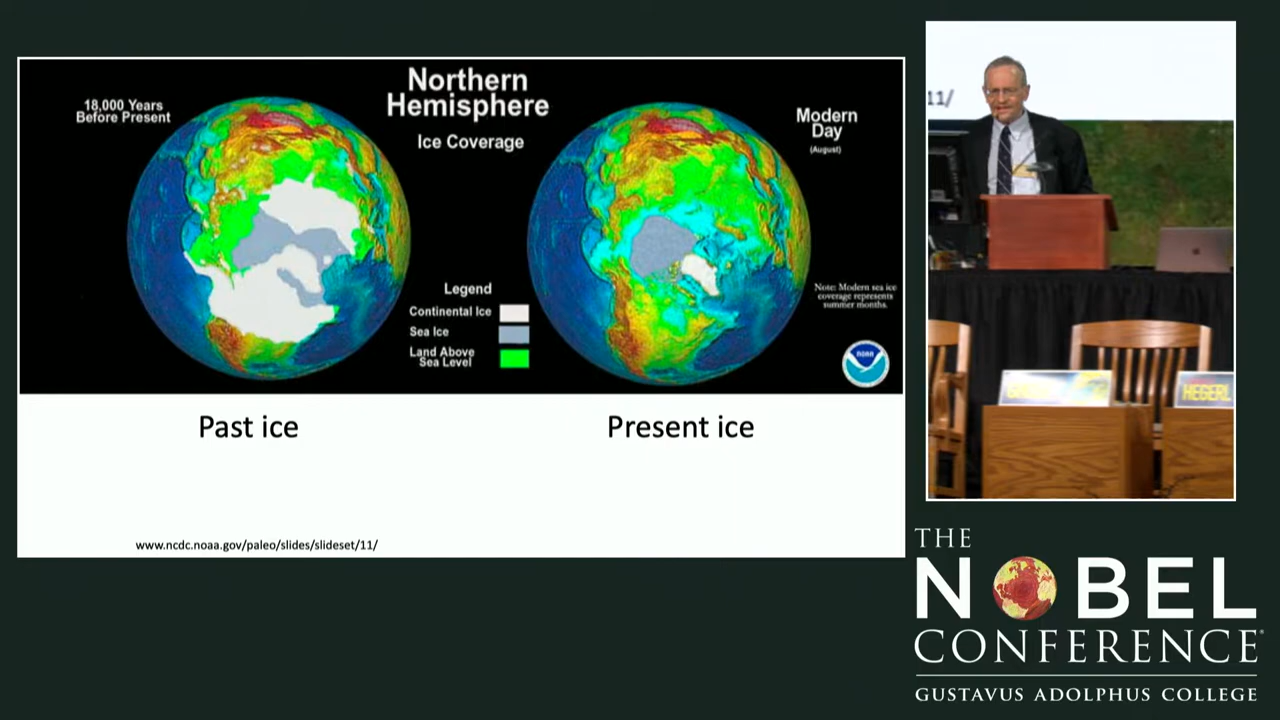 18,000 Years
Before Present
Northern
Hemisphere
Ice Coverage
Modern
Day
(August)
Legend
Continental Ice
Sea Ice
Land Above
Sea Level
Note: Modern sea ice
coverage represents
summer months.
NOAA
Past ice
Present ice
www.ncdc.noaa.gov/paleo/slides/slideset/11/
11/
HEGERL
THE
NOBEL
CONFERENCE
GUSTAVUS ADOLPHUS COLLEGE